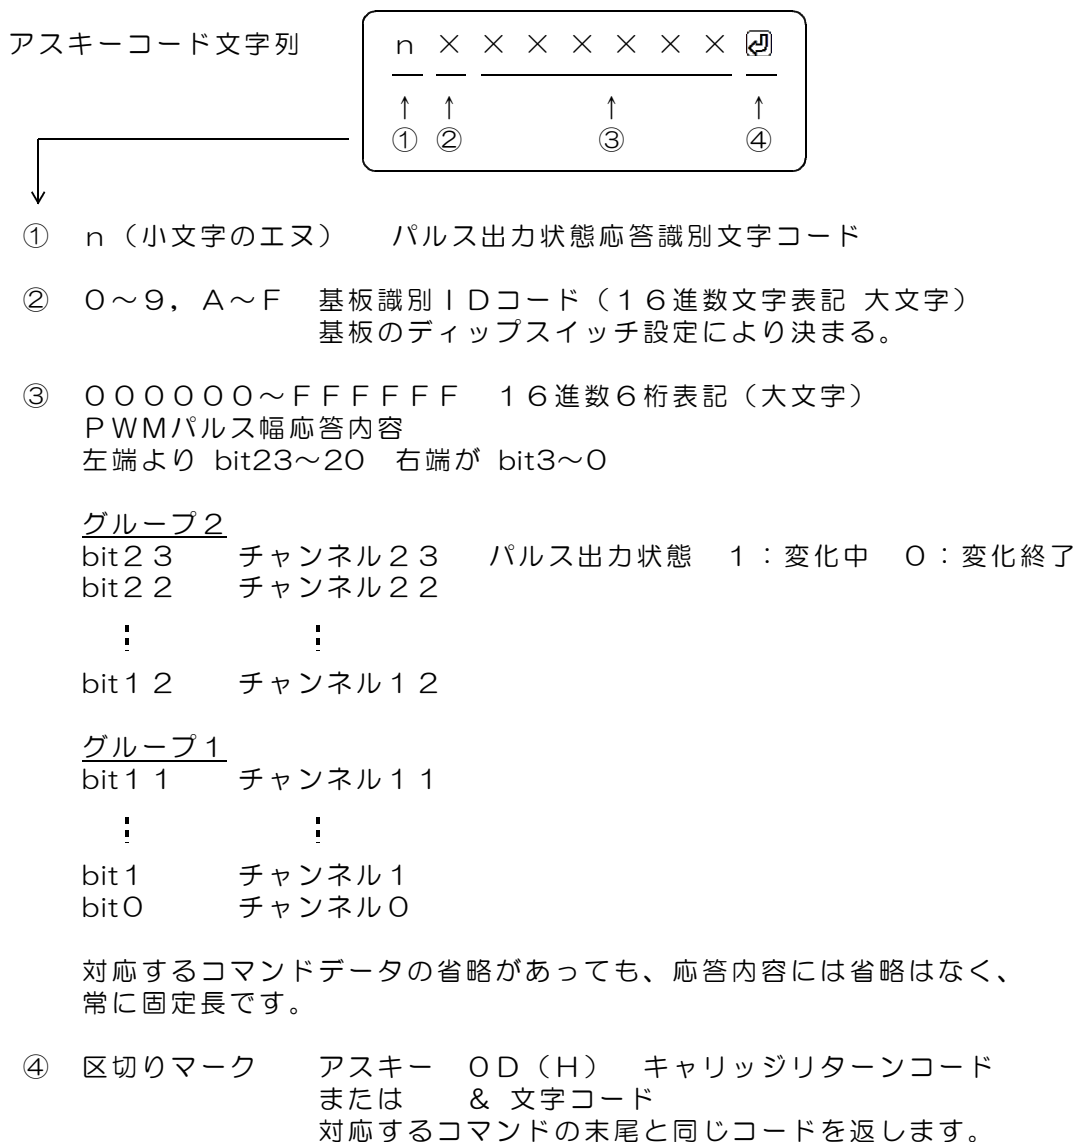 アスキーコード文字列　ｎ × × × × × × ×
↑ ↑ ↑ ↑
① ② ③ ④
①　ｎ（小文字のエヌ）　パルス出力状態応答識別文字コード
②　０～９，Ａ～Ｆ　基板識別ＩＤコード（１６進数文字表記 大文字）
基板のディップスイッチ設定により決まる。
③　００００００～ＦＦＦＦＦＦ　１６進数６桁表記（大文字）
ＰＷＭパルス幅応答内容
左端より bit23～20　右端が bit3～0
グループ２
bit２３　チャンネル２３　パルス出力状態　１：変化中　０：変化終了
bit２２　チャンネル２２
bit１２　チャンネル１２
グループ１
bit１１　チャンネル１１
bit１　チャンネル１
bit０　チャンネル０
対応するコマンドデータの省略があっても、応答内容には省略はなく、
常に固定長です。
④　区切りマーク　アスキー　０Ｄ（Ｈ）　キャリッジリターンコード
または　＆ 文字コード
対応するコマンドの末尾と同じコードを返します。